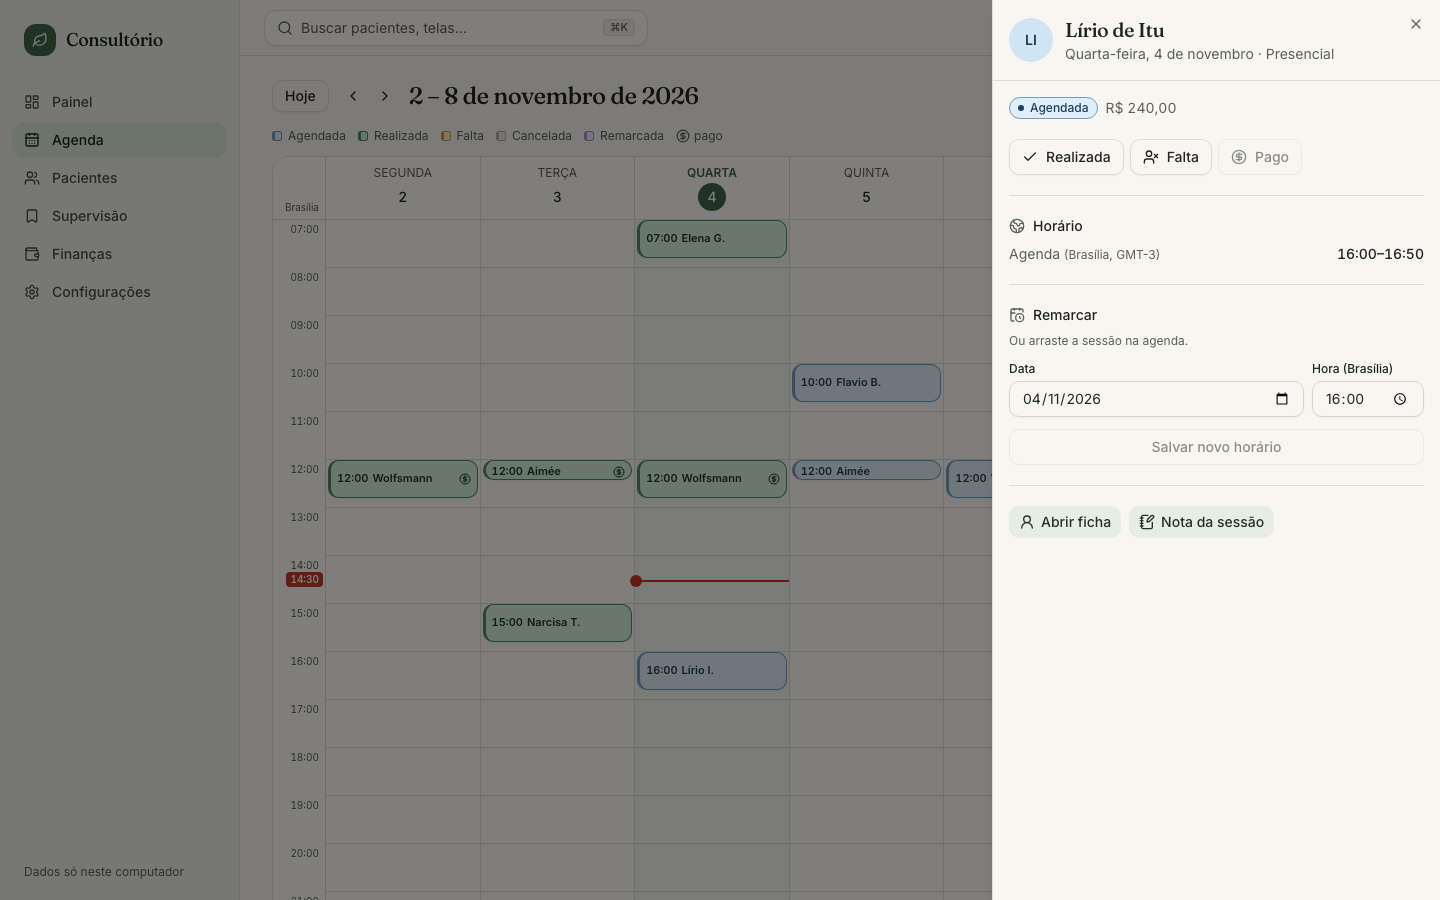 Consultório
Painel
Agenda
Pacientes
Supervisão
Finanças
Configurações
Dados só neste computador
Buscar pacientes, telas...
⌘K
Hoje
2 – 8 de novembro de 2026
Agendada
Realizada
Falta
Cancelada
Remarcada
pago
Brasília
SEGUNDA
2
TERÇA
3
QUARTA
4
QUINTA
5
07:00
07:00 Elena G.
08:00
09:00
10:00
10:00 Flavio B.
11:00
12:00
12:00 Wolfsmann
12:00 Aimée
12:00 Wolfsmann
12:00 Aimée
12:00
13:00
14:00
14:30
15:00
15:00 Narcisa T.
16:00
16:00 Lírio I.
17:00
18:00
19:00
20:00
21:00
LI
Lírio de Itu
Quarta-feira, 4 de novembro · Presencial
Agendada
R$ 240,00
Realizada
Falta
Pago
Horário
Agenda (Brasília, GMT-3)
16:00–16:50
Remarcar
Ou arraste a sessão na agenda.
Data
Hora (Brasília)
04/11/2026
16:00
Salvar novo horário
Abrir ficha
Nota da sessão